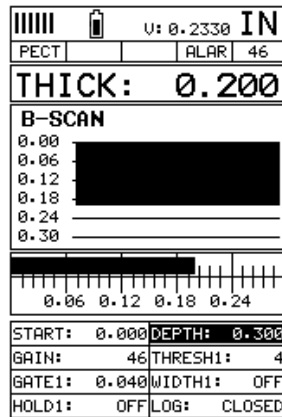 V: 0.2330 IN
PECT ALAR 46
THICK: 0.200
B-SCAN
0.00
0.06
0.12
0.18
0.24
0.30
0.06 0.12 0.18 0.24
START: 0.000 DEPTH: 0.300
GAIN: 46 THRESH1: 4
GATE1: 0.040 WIDTH1: OFF
HOLD1: OFF LOG: CLOSED